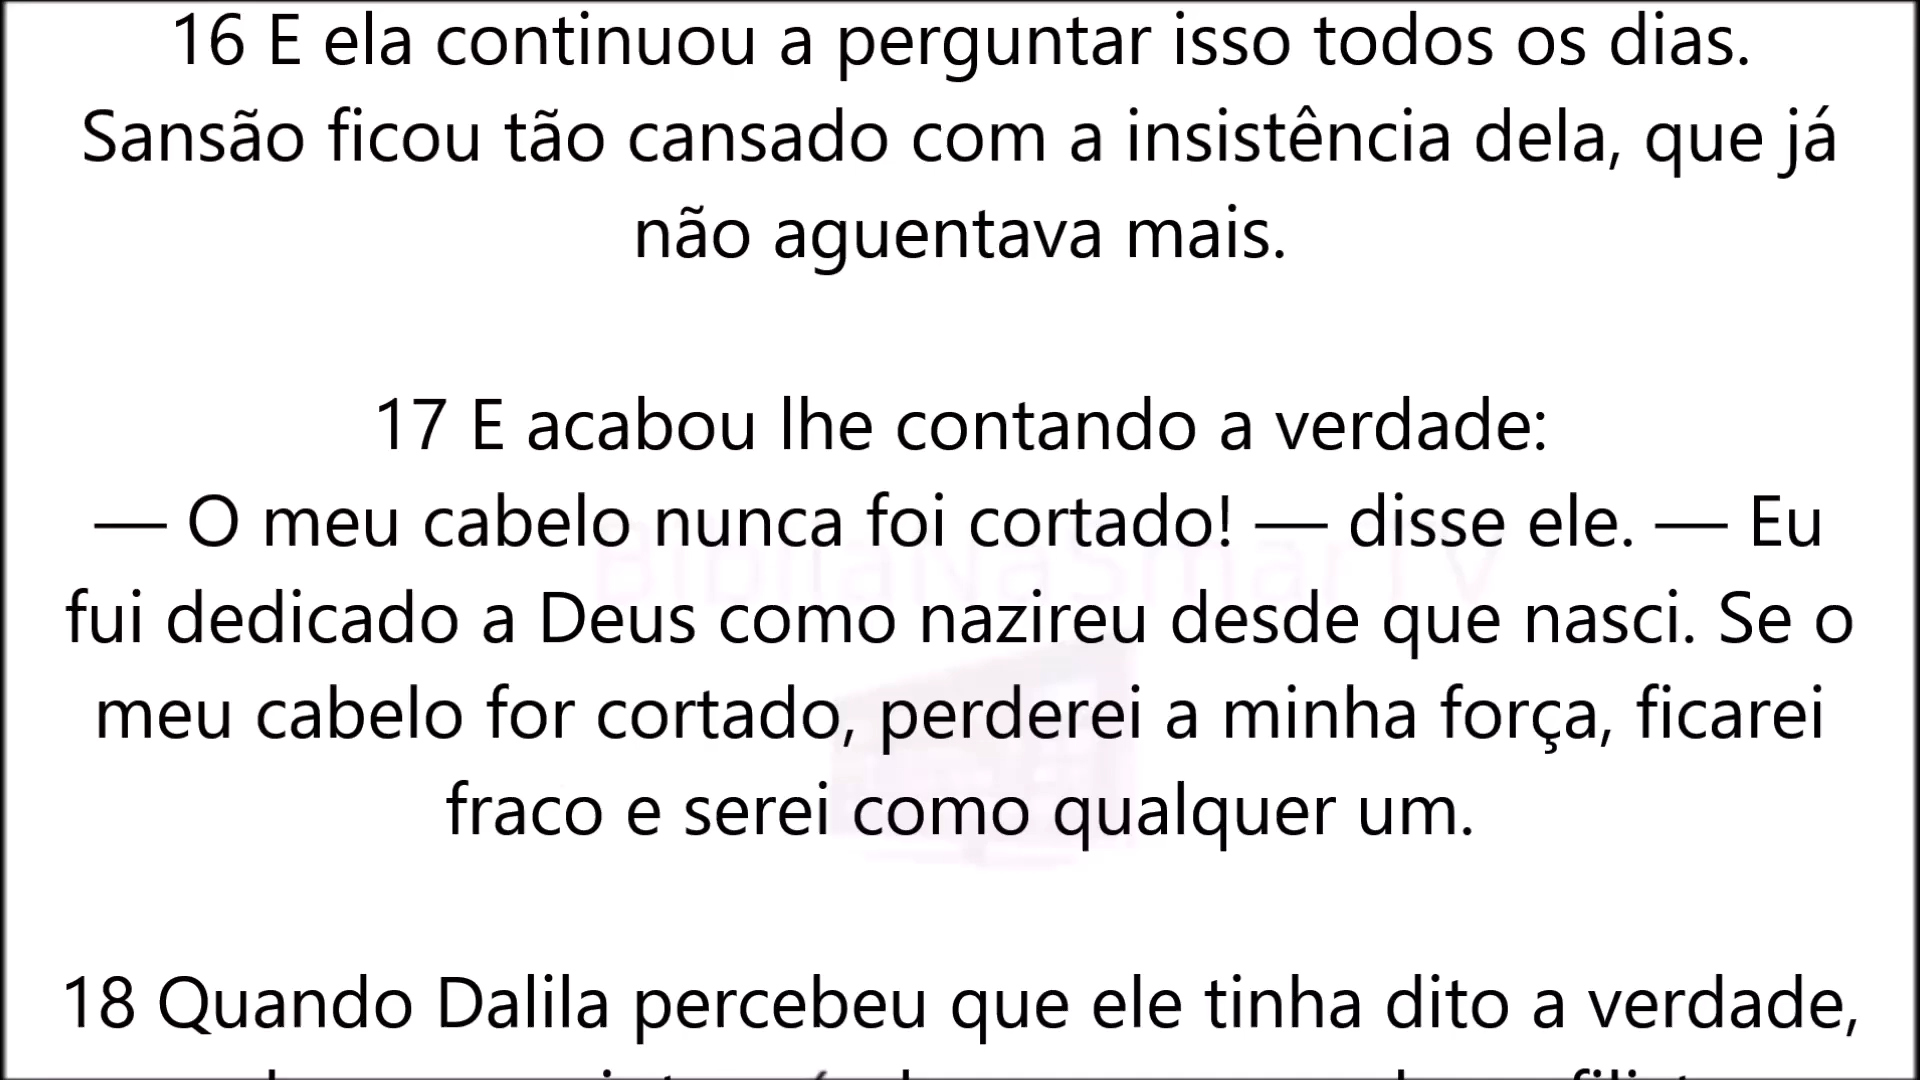 16 E ela continuou a perguntar isso todos os dias.
Sansão ficou tão cansado com a insistência dela, que já
não aguentava mais.
17 E acabou lhe contando a verdade:
— O meu cabelo nunca foi cortado! — disse ele. — Eu
BibliaNaSmarTV
fui dedicado a Deus como nazireu desde que nasci. Se o
meu cabelo for cortado, perderei a minha força, ficarei
fraco e serei como qualquer um.
18 Quando Dalila percebeu que ele tinha dito a verdade,